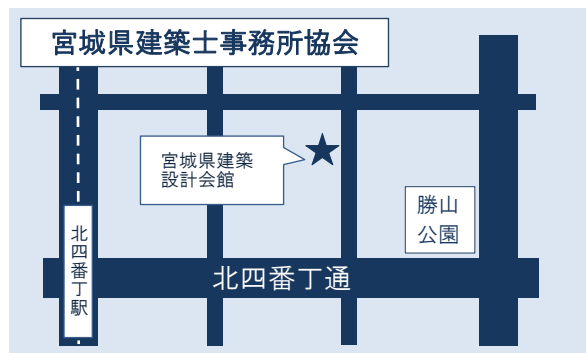 宮城県建築士事務所協会
宮城県建築
設計会館
勝山
公園
北四番丁駅
北四番丁通